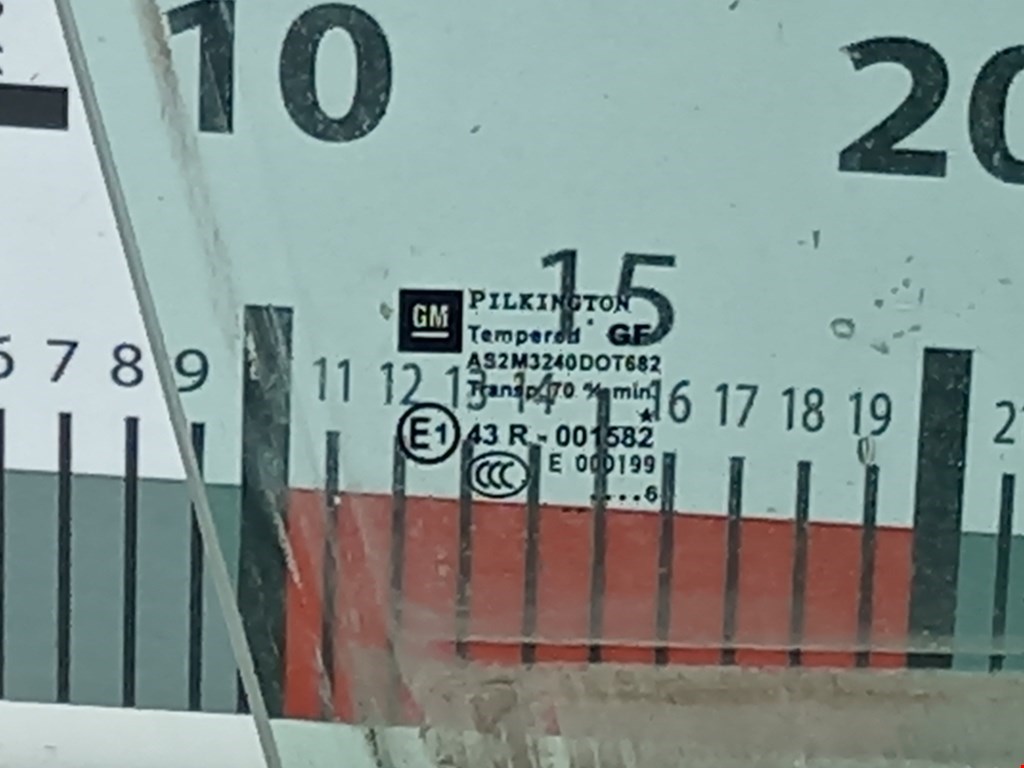 10 20
15
GM PILKINGTON
Tempered GF
AS2M3240DOT682
Transp. 70 % min
E1 43 R - 001582
CCC E 000199
....6
6 7 8 9 11 12 13 14 16 17 18 19